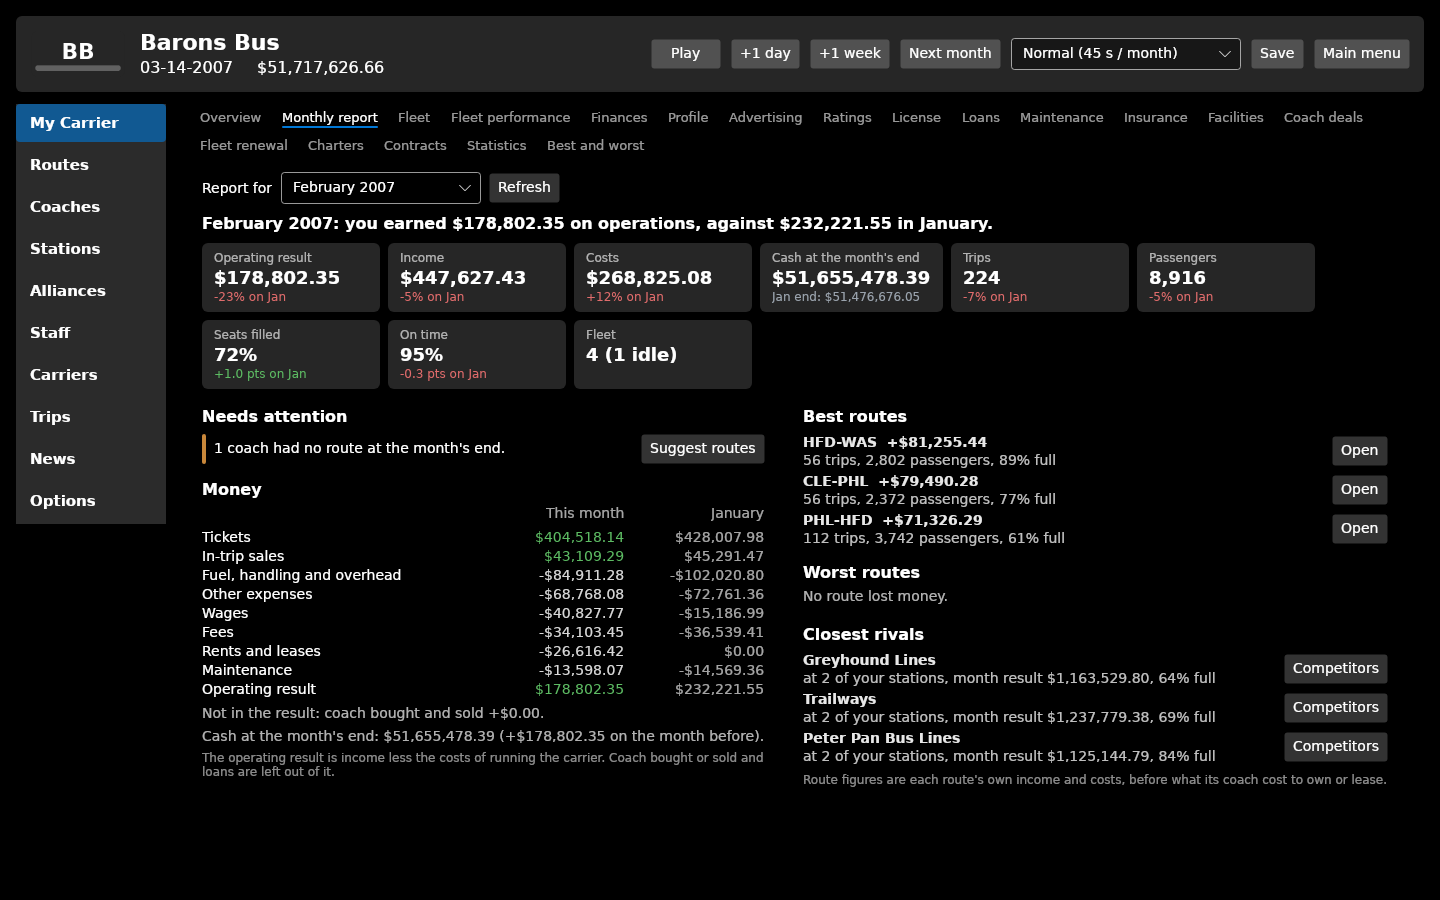 BB
Barons Bus
03-14-2007 $51,717,626.66
Play +1 day +1 week Next month Normal (45 s / month) Save Main menu
My Carrier
Routes
Coaches
Stations
Alliances
Staff
Carriers
Trips
News
Options
Overview Monthly report Fleet Fleet performance Finances Profile Advertising Ratings License Loans Maintenance Insurance Facilities Coach deals
Fleet renewal Charters Contracts Statistics Best and worst
Report for February 2007 Refresh
February 2007: you earned $178,802.35 on operations, against $232,221.55 in January.
Operating result
$178,802.35
-23% on Jan
Income
$447,627.43
-5% on Jan
Costs
$268,825.08
+12% on Jan
Cash at the month's end
$51,655,478.39
Jan end: $51,476,676.05
Trips
224
-7% on Jan
Passengers
8,916
-5% on Jan
Seats filled
72%
+1.0 pts on Jan
On time
95%
-0.3 pts on Jan
Fleet
4 (1 idle)
Needs attention
1 coach had no route at the month's end. Suggest routes
Money
This month January
Tickets $404,518.14 $428,007.98
In-trip sales $43,109.29 $45,291.47
Fuel, handling and overhead -$84,911.28 -$102,020.80
Other expenses -$68,768.08 -$72,761.36
Wages -$40,827.77 -$15,186.99
Fees -$34,103.45 -$36,539.41
Rents and leases -$26,616.42 $0.00
Maintenance -$13,598.07 -$14,569.36
Operating result $178,802.35 $232,221.55
Not in the result: coach bought and sold +$0.00.
Cash at the month's end: $51,655,478.39 (+$178,802.35 on the month before).
The operating result is income less the costs of running the carrier. Coach bought or sold and
loans are left out of it.
Best routes
HFD-WAS +$81,255.44
56 trips, 2,802 passengers, 89% full
Open
CLE-PHL +$79,490.28
56 trips, 2,372 passengers, 77% full
Open
PHL-HFD +$71,326.29
112 trips, 3,742 passengers, 61% full
Open
Worst routes
No route lost money.
Closest rivals
Greyhound Lines
at 2 of your stations, month result $1,163,529.80, 64% full
Competitors
Trailways
at 2 of your stations, month result $1,237,779.38, 69% full
Competitors
Peter Pan Bus Lines
at 2 of your stations, month result $1,125,144.79, 84% full
Competitors
Route figures are each route's own income and costs, before what its coach cost to own or lease.